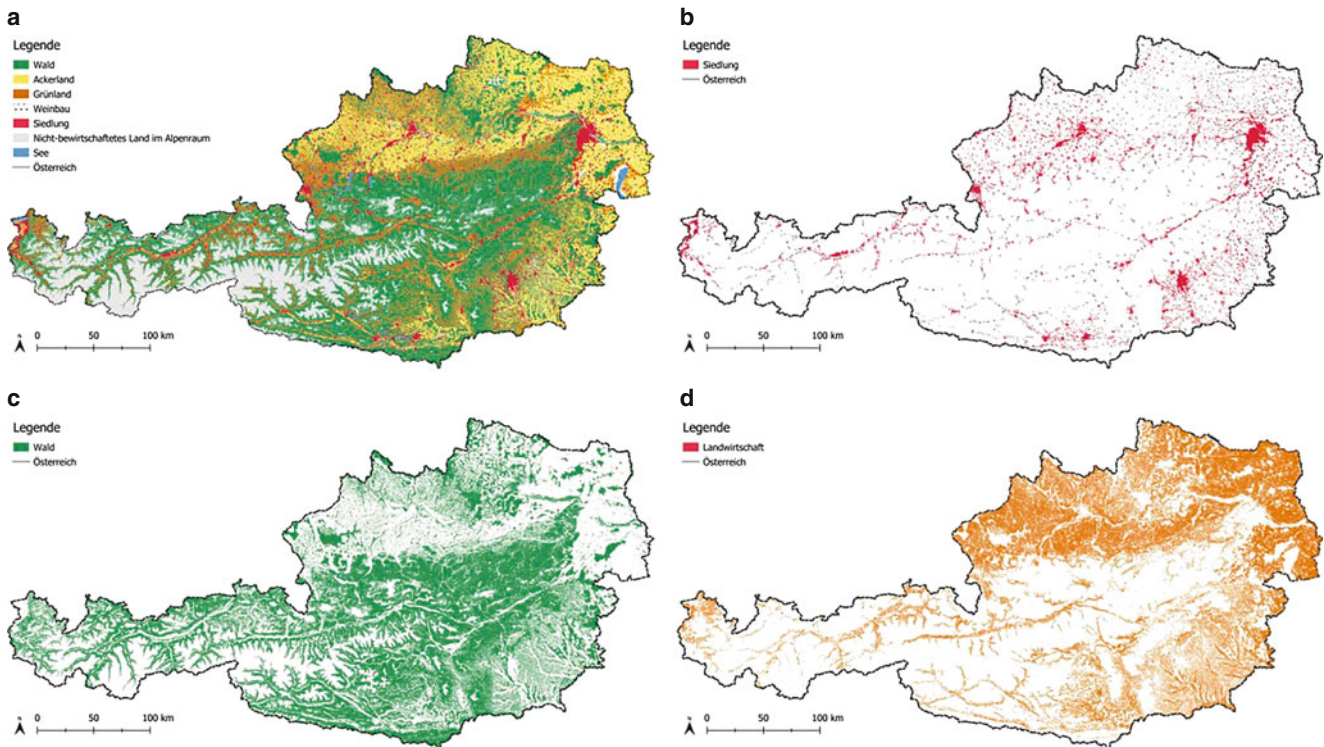 a
Legende
Wald
Ackerland
Grünland
Weinbau
Siedlung
Nicht-bewirtschaftetes Land im Alpenraum
See
Österreich
N
0 50 100 km
b
Legende
Siedlung
Österreich
N
0 50 100 km
c
Legende
Wald
Österreich
N
0 50 100 km
d
Legende
Landwirtschaft
Österreich
N
0 50 100 km